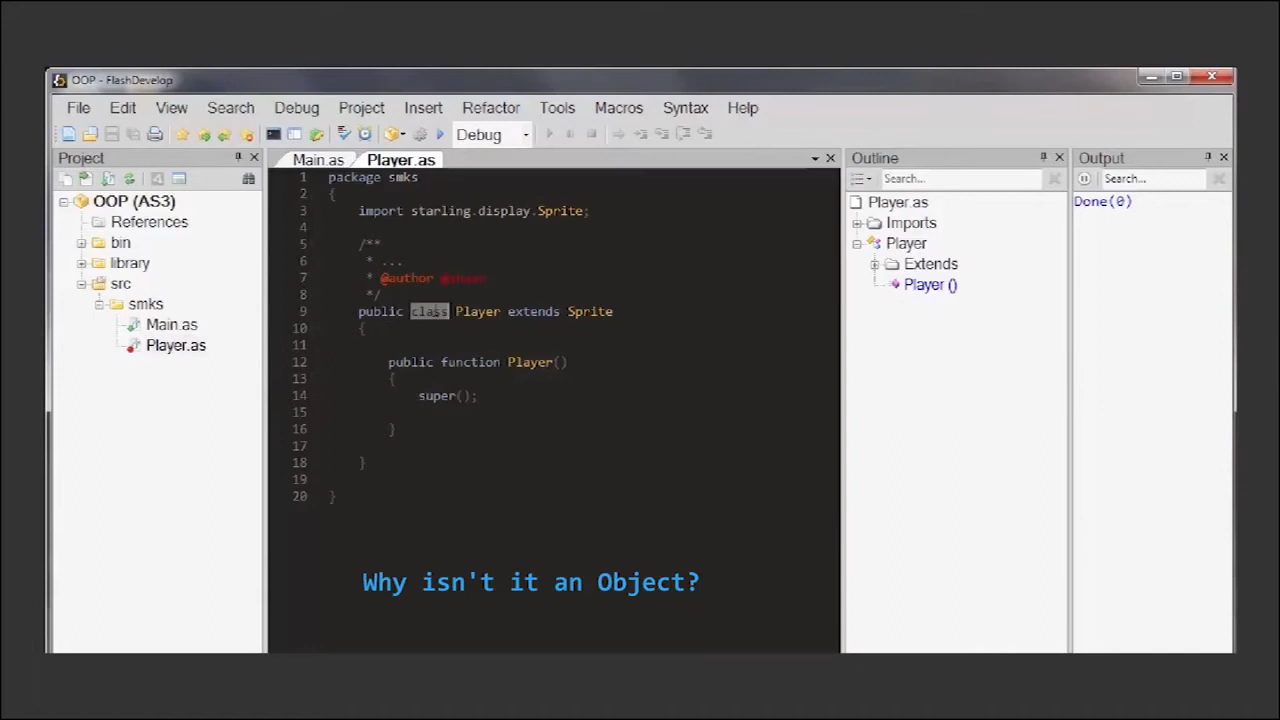 OOP - FlashDevelop
File Edit View Search Debug Project Insert Refactor Tools Macros Syntax Help
Debug
Project
OOP (AS3)
References
bin
library
src
smks
Main.as
Player.as
Main.as Player.as
1 package smks
2 {
3 import starling.display.Sprite;
4
5 /**
6 * ...
7 * @author
8 */
9 public class Player extends Sprite
10 {
11
12 public function Player()
13 {
14 super();
15
16 }
17
18 }
19
20 }
Why isn't it an Object?
Outline
Search...
Player.as
Imports
Player
Extends
Player ()
Output
Search...
Done(0)